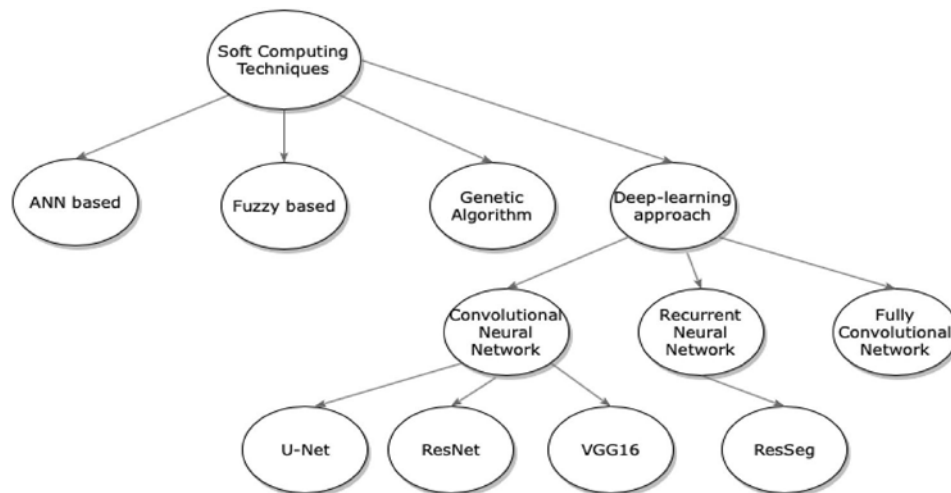 Soft Computing
Techniques
ANN based
Fuzzy based
Genetic
Algorithm
Deep-learning
approach
Convolutional
Neural
Network
Recurrent
Neural
Network
Fully
Convolutional
Network
U-Net
ResNet
VGG16
ResSeg